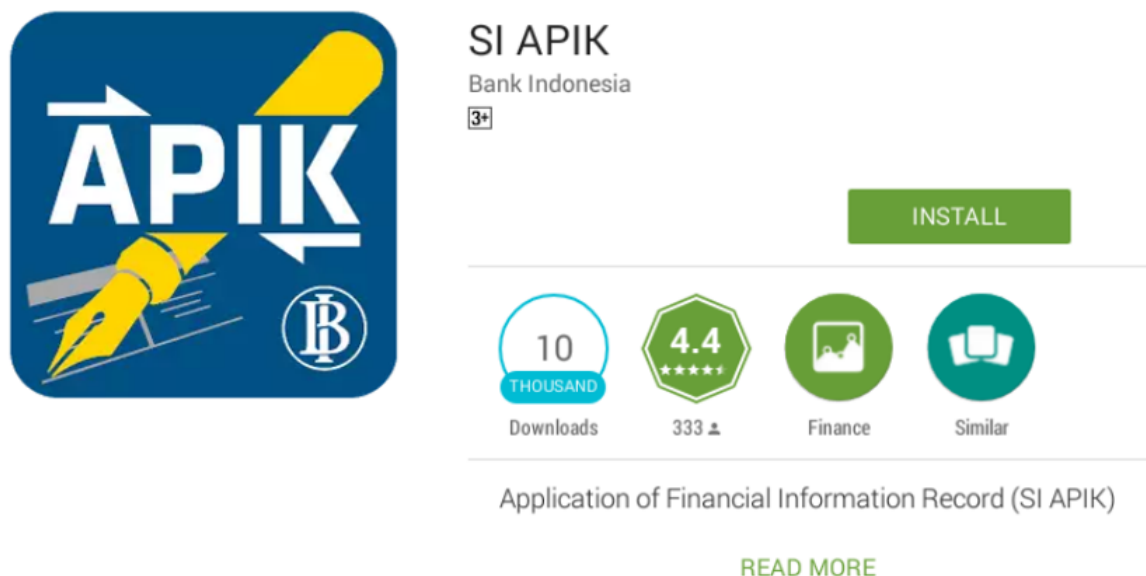 APIK
SI APIK
Bank Indonesia
3+
INSTALL
10
THOUSAND
Downloads
4.4
333
Finance
Similar
Application of Financial Information Record (SI APIK)
READ MORE